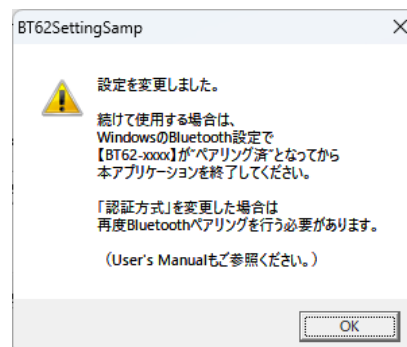 BT62SettingSamp
設定を変更しました。
続けて使用する場合は、
WindowsのBluetooth設定で
【BT62-xxxx】が"ペアリング済"となってから
本アプリケーションを終了してください。
「認証方式」を変更した場合は
再度Bluetoothペアリングを行う必要があります。
（User's Manualもご参照ください。）
OK